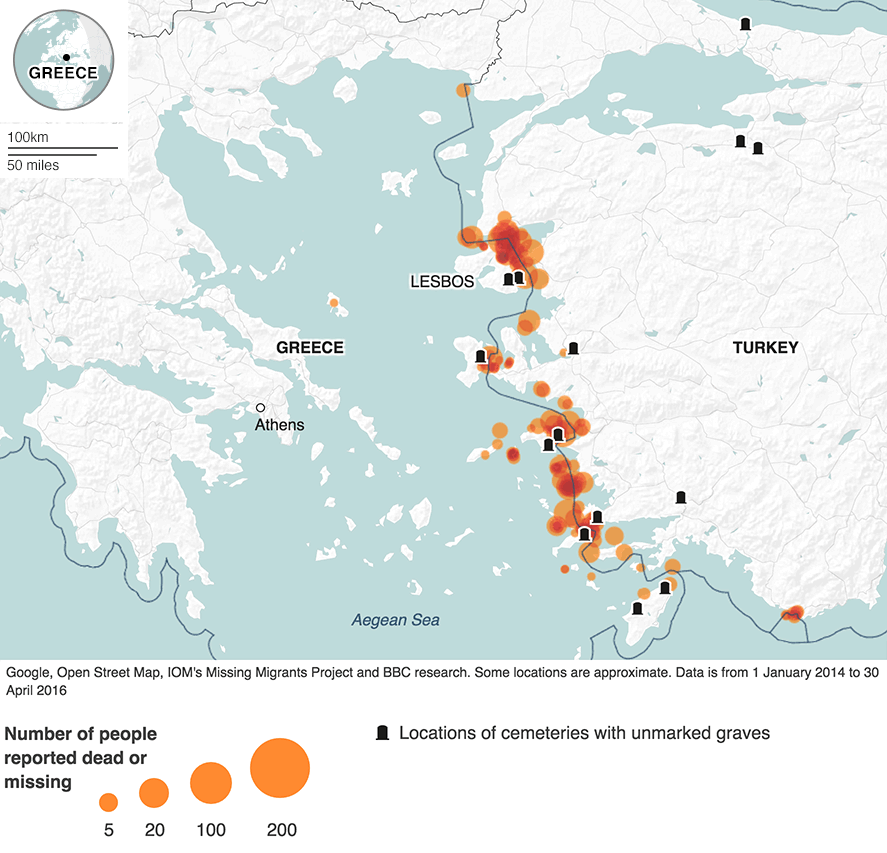 GREECE
100km
50 miles
LESBOS
GREECE
TURKEY
Athens
Aegean Sea
Google, Open Street Map, IOM's Missing Migrants Project and BBC research. Some locations are approximate. Data is from 1 January 2014 to 30
April 2016
Number of people
reported dead or
missing
5 20 100 200
Locations of cemeteries with unmarked graves